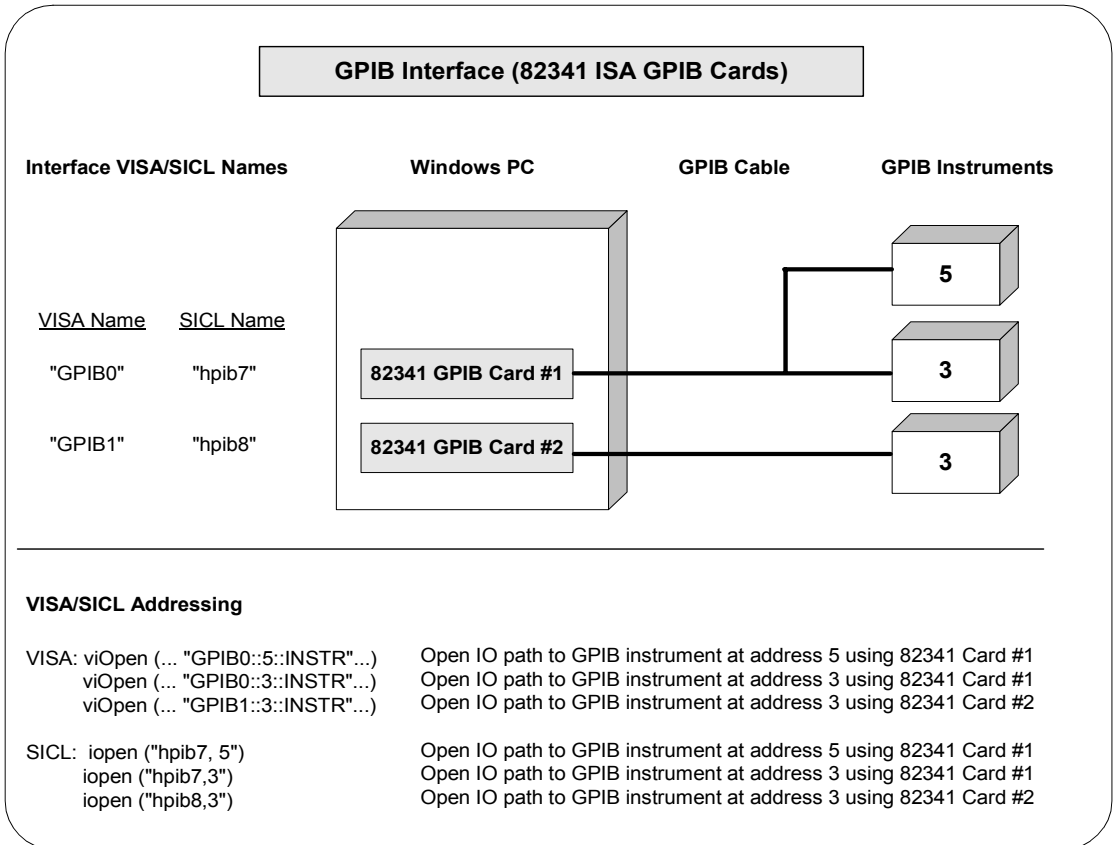 GPIB Interface (82341 ISA GPIB Cards)
Interface VISA/SICL Names Windows PC GPIB Cable GPIB Instruments
5
VISA Name SICL Name
"GPIB0" "hpib7" 82341 GPIB Card #1 3
"GPIB1" "hpib8" 82341 GPIB Card #2 3
VISA/SICL Addressing
VISA: viOpen (... "GPIB0::5::INSTR"...) Open IO path to GPIB instrument at address 5 using 82341 Card #1
viOpen (... "GPIB0::3::INSTR"...) Open IO path to GPIB instrument at address 3 using 82341 Card #1
viOpen (... "GPIB1::3::INSTR"...) Open IO path to GPIB instrument at address 3 using 82341 Card #2
SICL: iopen ("hpib7, 5") Open IO path to GPIB instrument at address 5 using 82341 Card #1
iopen ("hpib7,3") Open IO path to GPIB instrument at address 3 using 82341 Card #1
iopen ("hpib8,3") Open IO path to GPIB instrument at address 3 using 82341 Card #2